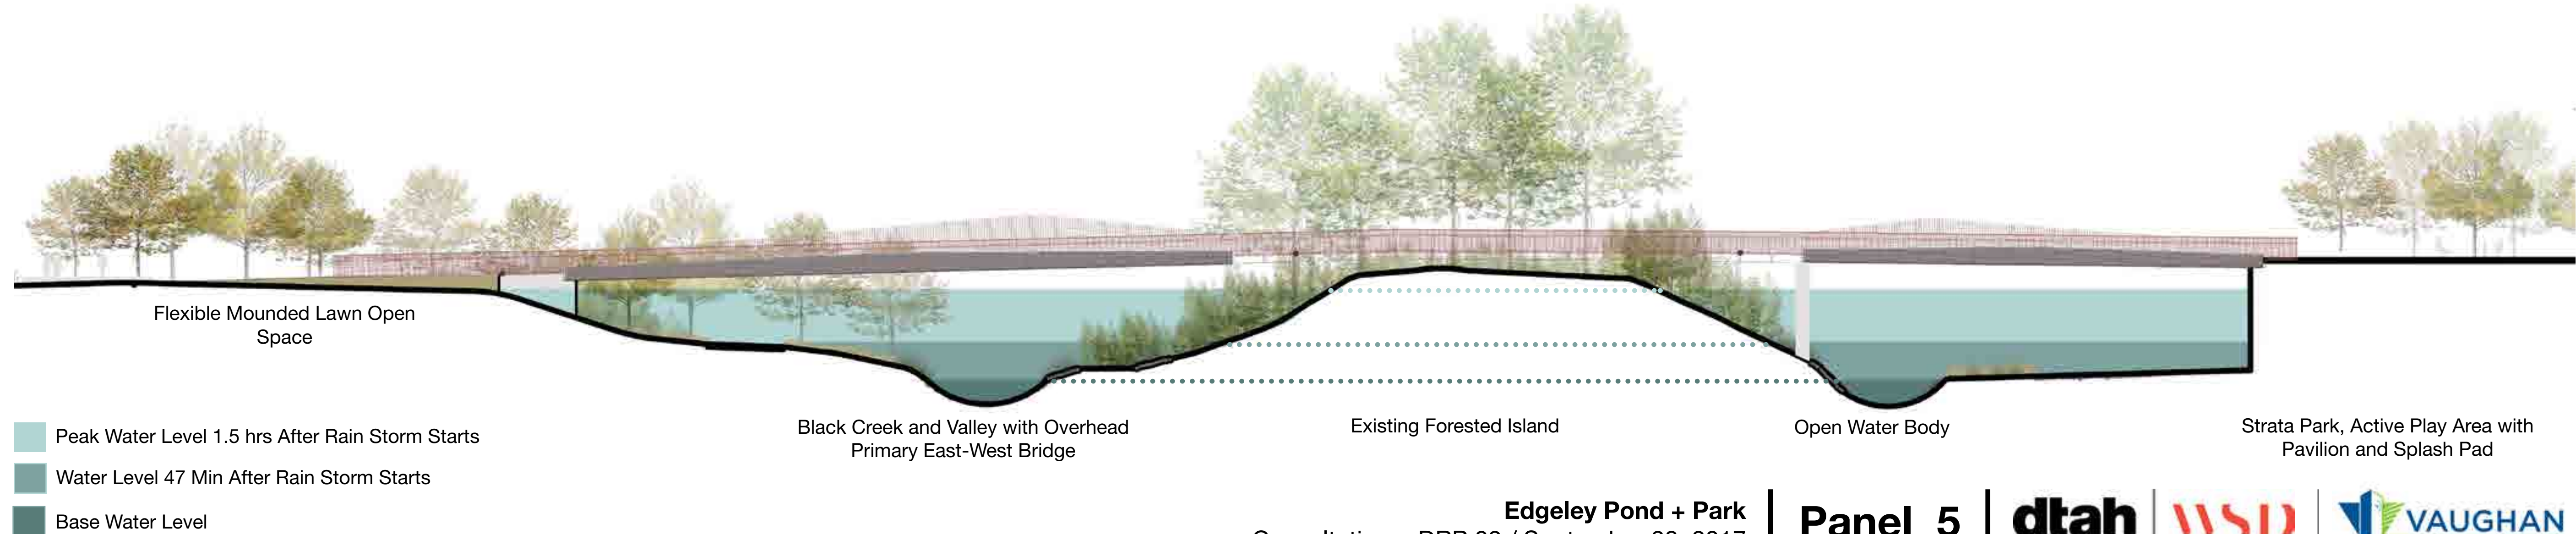 Flexible Mounded Lawn Open
Space
Black Creek and Valley with Overhead
Primary East-West Bridge
Existing Forested Island
Open Water Body
Strata Park, Active Play Area with
Pavilion and Splash Pad
Peak Water Level 1.5 hrs After Rain Storm Starts
Water Level 47 Min After Rain Storm Starts
Base Water Level
Edgeley Pond + Park
Panel 5
dtah
WSP
VAUGHAN